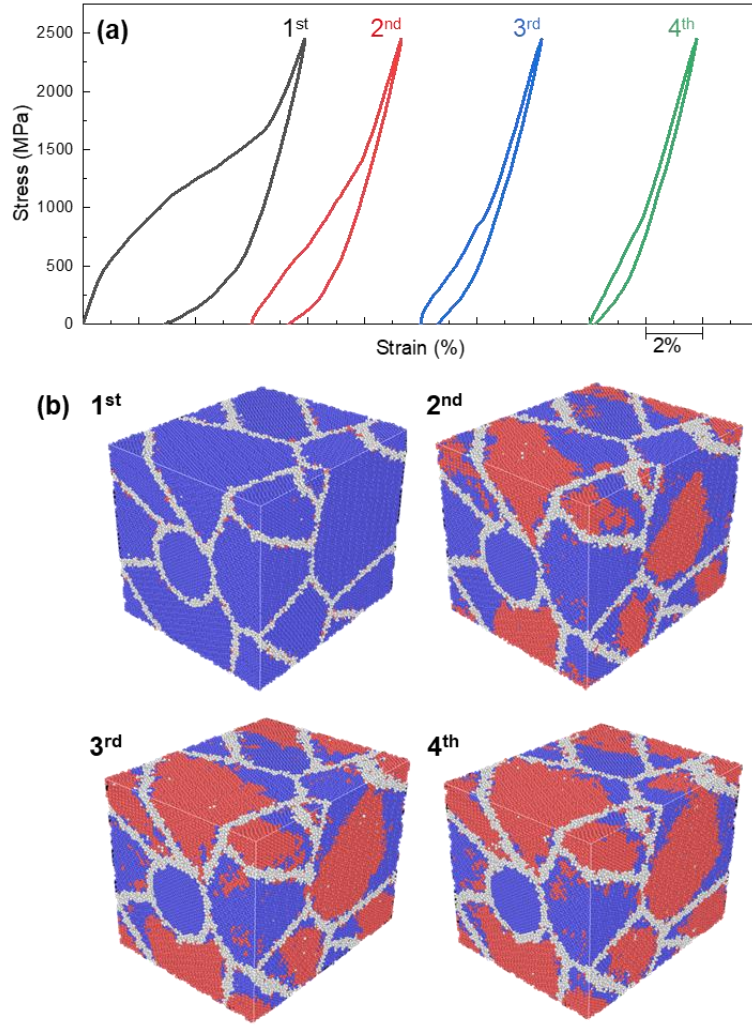 (a)
1st 2nd 3rd 4th
2500
2000
1500
1000
500
0
Stress (MPa)
Strain (%)
2%
(b)
1st 2nd
3rd 4th